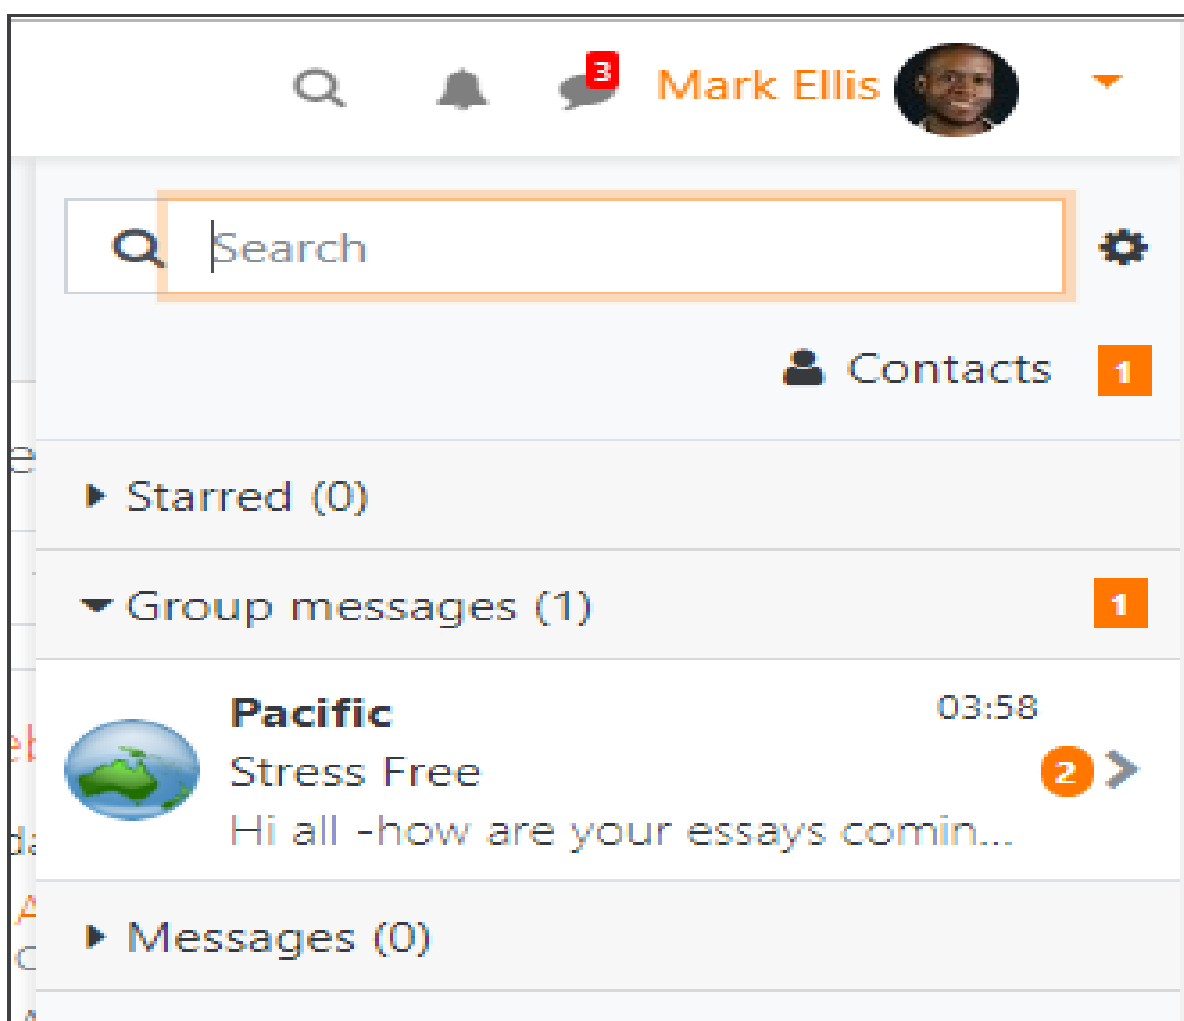 3 Mark Ellis
Search
Contacts 1
Starred (0)
Group messages (1) 1
Pacific 03:58
Stress Free 2
Hi all -how are your essays comin...
Messages (0)